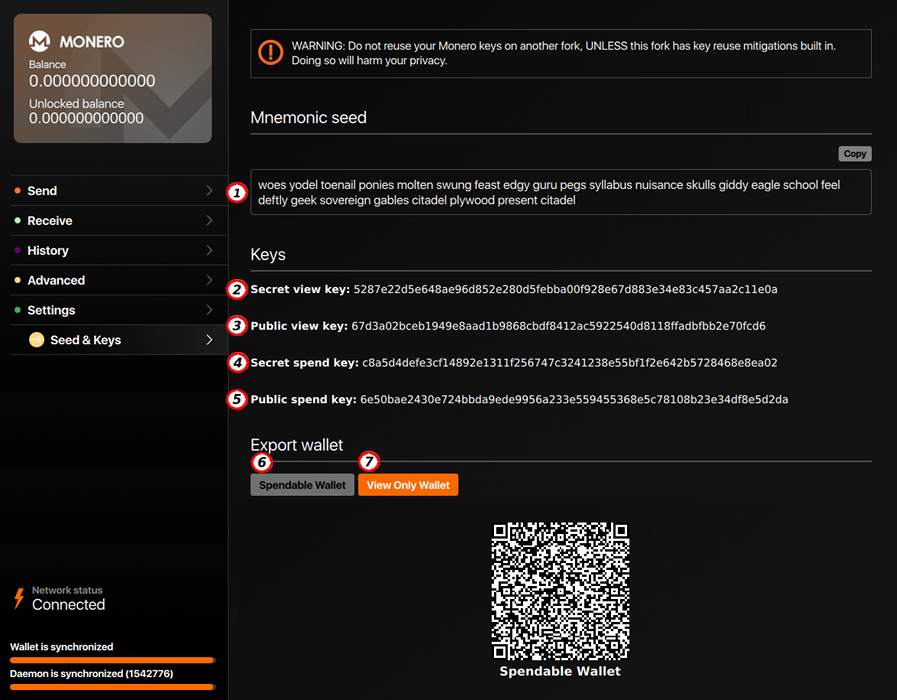 MONERO
Balance
0.000000000000
Unlocked balance
0.000000000000
Send
Receive
History
Advanced
Settings
Seed & Keys
Network status
Connected
Wallet is synchronized
Daemon is synchronized (1542776)
WARNING: Do not reuse your Monero keys on another fork, UNLESS this fork has key reuse mitigations built in.
Doing so will harm your privacy.
Mnemonic seed
Copy
1
woes yodel toenail ponies molten swung feast edgy guru pegs syllabus nuisance skulls giddy eagle school feel
deftly geek sovereign gables citadel plywood present citadel
Keys
2 Secret view key: 5287e22d5e648ae96d852e280d5febba00f928e67d883e34e83c457aa2c11e0a
3 Public view key: 67d3a02bceb1949e8aad1b9868cbdf8412ac5922540d8118ffadbfbb2e70fcd6
4 Secret spend key: c8a5d4defe3cf14892e1311f256747c3241238e55bf1f2e642b5728468e8ea02
5 Public spend key: 6e50bae2430e724bbda9ede9956a233e559455368e5c78108b23e34df8e5d2da
Export wallet
6 7
Spendable Wallet View Only Wallet
Spendable Wallet